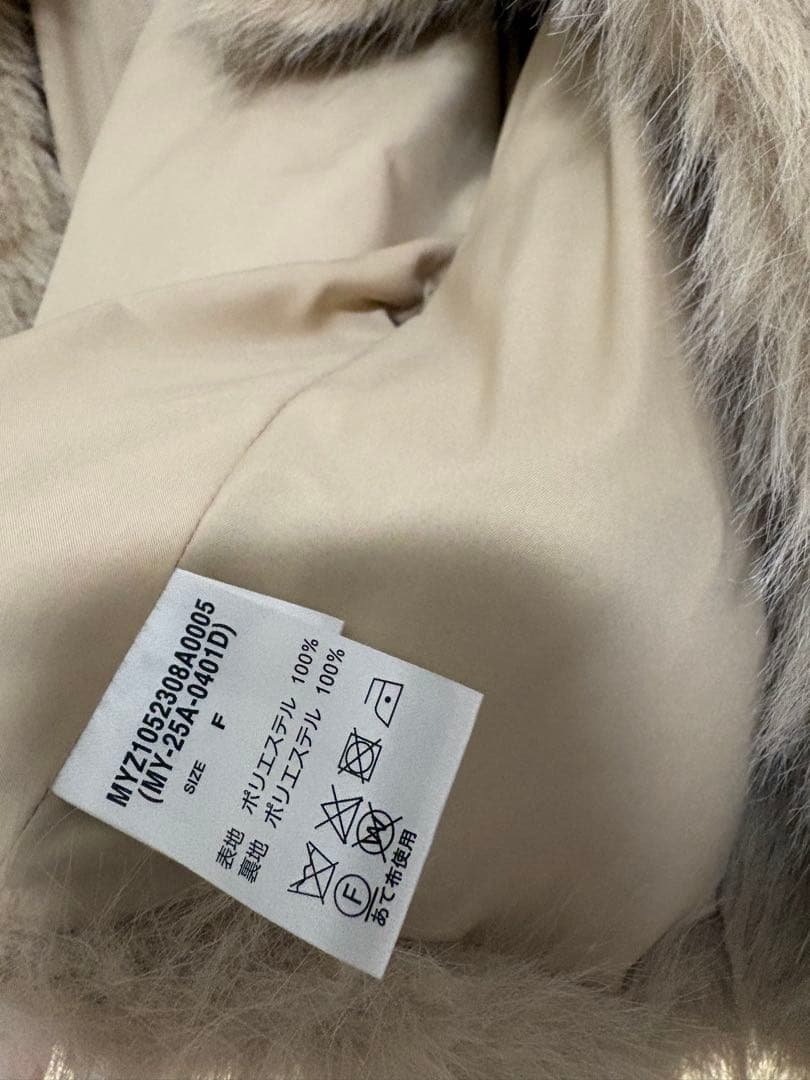 MYZ1052308A0005
(MY-25A-0401D)
SIZE F
表地 ポリエステル 100%
裏地 ポリエステル 100%
W
F
あて布使用